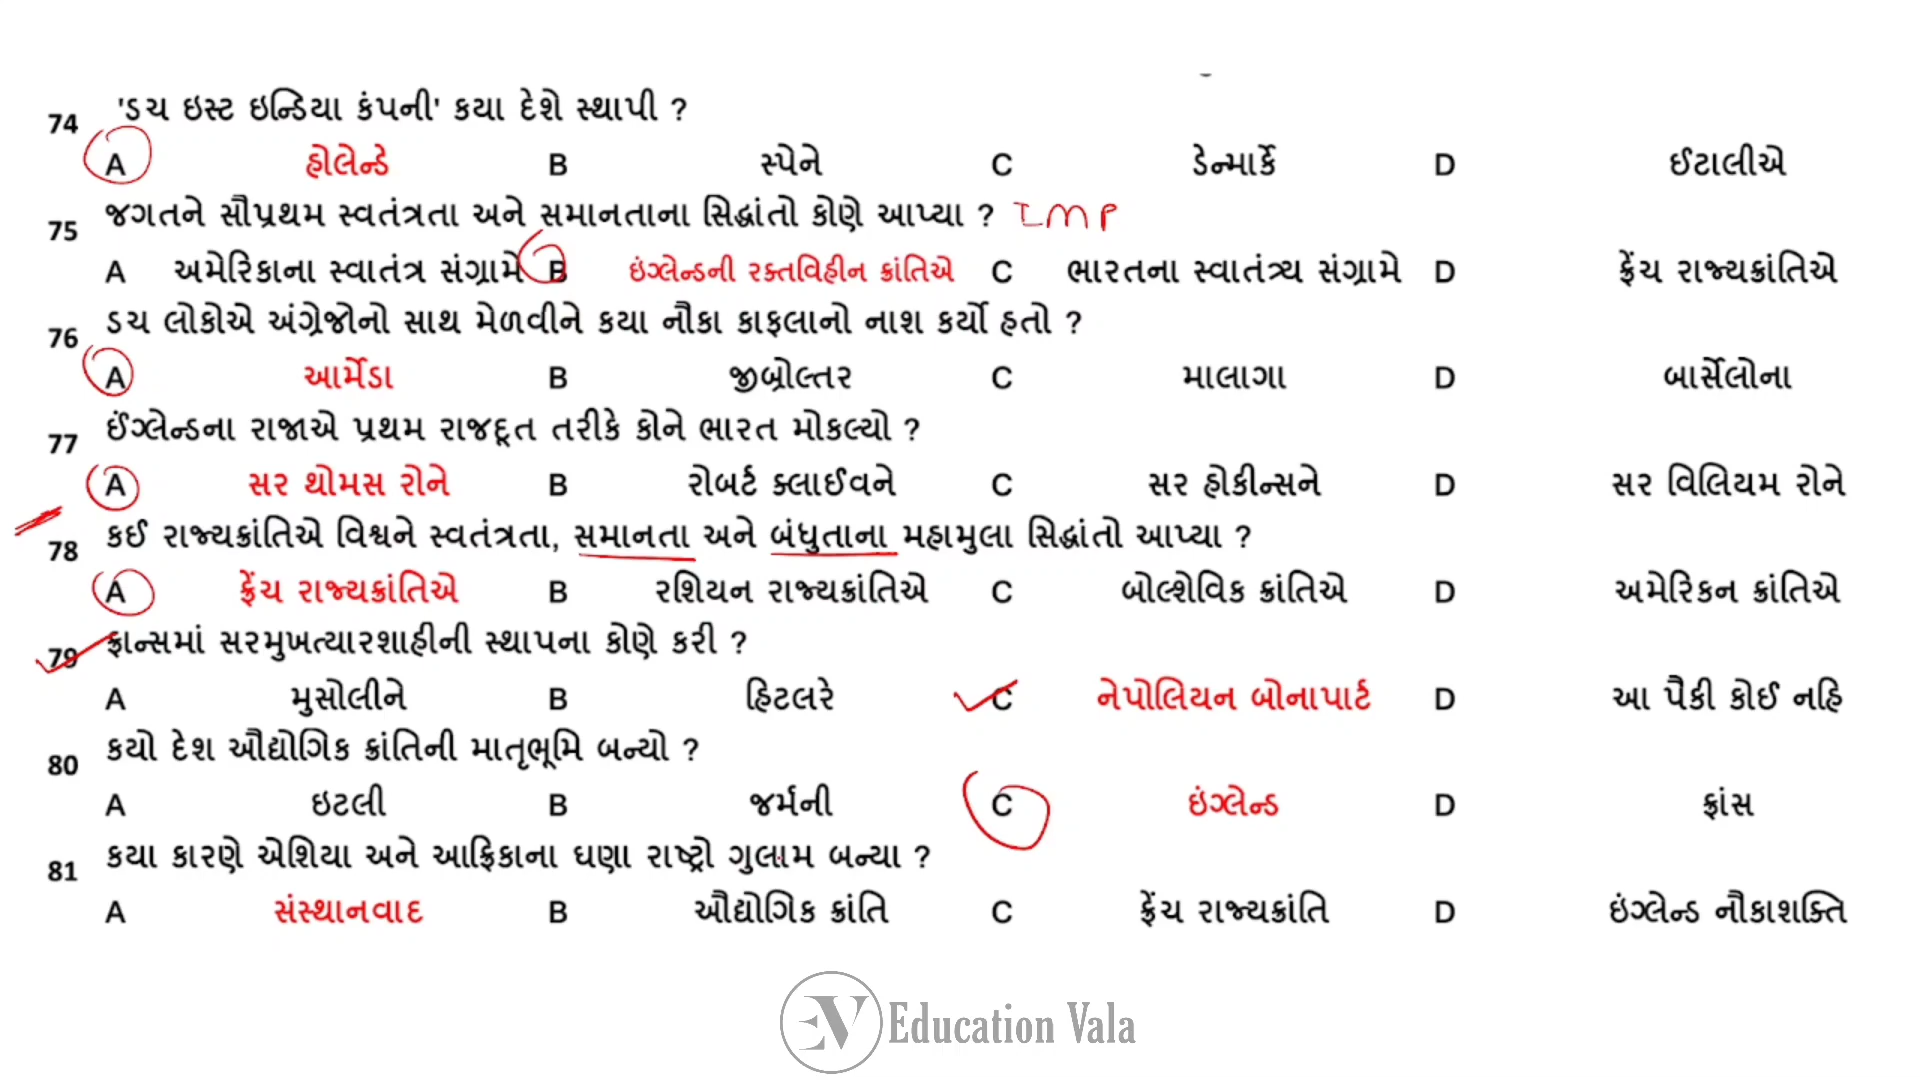 74 'ડચ ઇસ્ટ ઇન્ડિયા કંપની' કયા દેશે સ્થાપી ?
A હોલેન્ડે B સ્પેને C ડેન્માર્કે D ઈટાલીએ
75 જગતને સૌપ્રથમ સ્વતંત્રતા અને સમાનતાના સિદ્ધાંતો કોણે આપ્યા ? IMP
A અમેરિકાના સ્વાતંત્ર સંગ્રામે B ઇંગ્લેન્ડની રક્તવિહીન ક્રાંતિએ C ભારતના સ્વાતંત્ર્ય સંગ્રામે D ફ્રેંચ રાજ્યક્રાંતિએ
76 ડચ લોકોએ અંગ્રેજોનો સાથ મેળવીને કયા નૌકા કાફલાનો નાશ કર્યો હતો ?
A આર્મેડા B જીબ્રોલ્તર C માલાગા D બાર્સેલોના
77 ઈંગ્લેન્ડના રાજાએ પ્રથમ રાજદૂત તરીકે કોને ભારત મોકલ્યો ?
A સર થોમસ રોને B રોબર્ટ ક્લાઈવને C સર હોકીન્સને D સર વિલિયમ રોને
78 કઈ રાજ્યક્રાંતિએ વિશ્વને સ્વતંત્રતા, સમાનતા અને બંધુતાના મહામુલા સિદ્ધાંતો આપ્યા ?
A ફ્રેંચ રાજ્યક્રાંતિએ B રશિયન રાજ્યક્રાંતિએ C બોલ્શેવિક ક્રાંતિએ D અમેરિકન ક્રાંતિએ
79 ફ્રાન્સમાં સરમુખત્યારશાહીની સ્થાપના કોણે કરી ?
A મુસોલીને B હિટલરે C નેપોલિયન બોનાપાર્ટ D આ પૈકી કોઈ નહિ
80 કયો દેશ ઔદ્યોગિક ક્રાંતિની માતૃભૂમિ બન્યો ?
A ઇટલી B જર્મની C ઇંગ્લેન્ડ D ફ્રાંસ
81 કયા કારણે એશિયા અને આફ્રિકાના ઘણા રાષ્ટ્રો ગુલામ બન્યા ?
A સંસ્થાનવાદ B ઔદ્યોગિક ક્રાંતિ C ફ્રેંચ રાજ્યક્રાંતિ D ઇંગ્લેન્ડ નૌકાશક્તિ
EV Education Vala